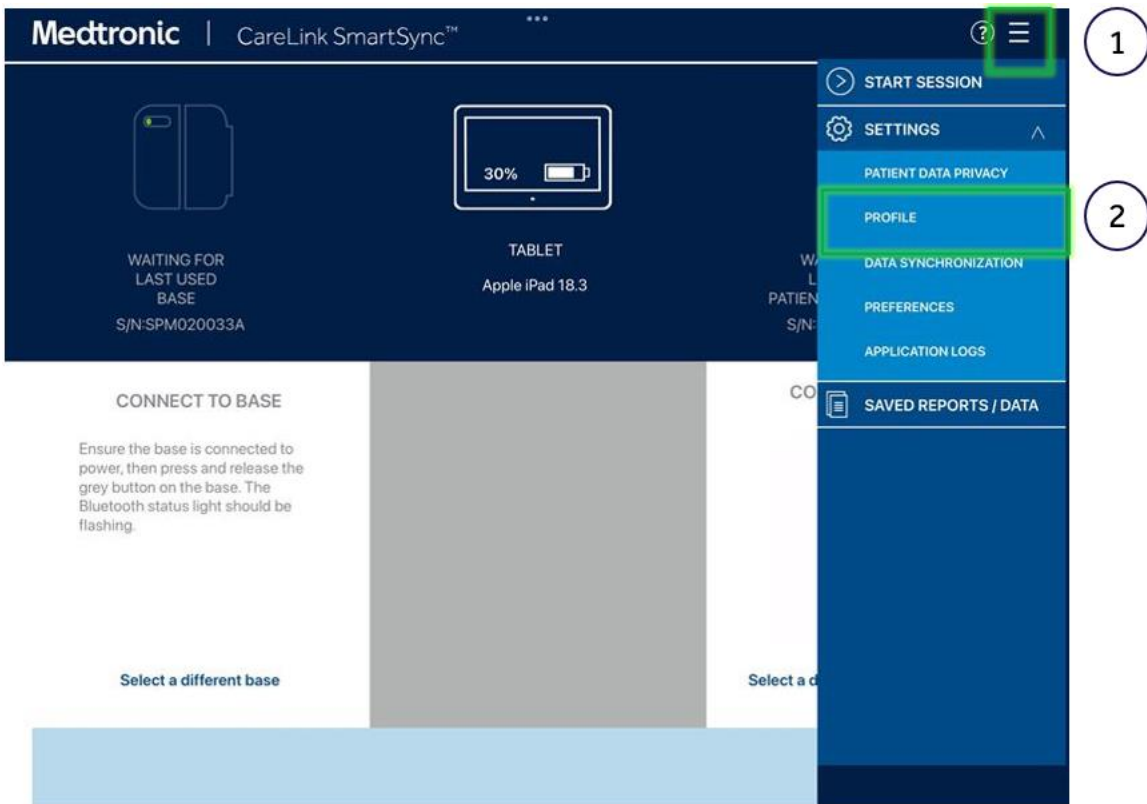 Medtronic | CareLink SmartSync™
?
1
START SESSION
SETTINGS
PATIENT DATA PRIVACY
PROFILE
2
DATA SYNCHRONIZATION
PREFERENCES
APPLICATION LOGS
SAVED REPORTS / DATA
WAITING FOR
LAST USED
BASE
S/N:SPM020033A
30%
TABLET
Apple iPad 18.3
PATIEN
S/N:
CONNECT TO BASE
Ensure the base is connected to
power, then press and release the
grey button on the base. The
Bluetooth status light should be
flashing.
Select a different base
CO
Select a d